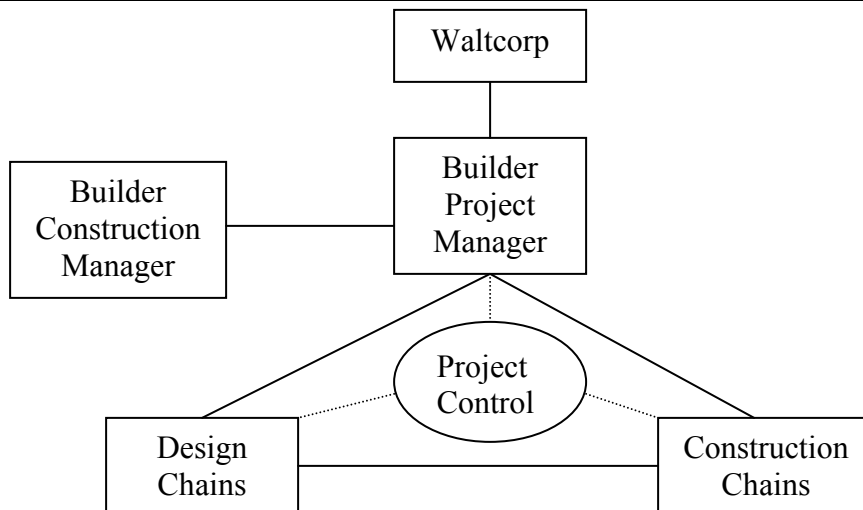 Waltcorp
Builder
Project
Manager
Builder
Construction
Manager
Project
Control
Design
Chains
Construction
Chains